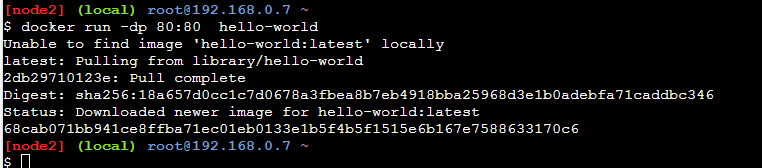 [node2] (local) root@192.168.0.7 ~
$ docker run -dp 80:80  hello-world
Unable to find image 'hello-world:latest' locally
latest: Pulling from library/hello-world
2db29710123e: Pull complete
Digest: sha256:18a657d0cc1c7d0678a3fbea8b7eb4918bba25968d3e1b0adebfa71caddbc346
Status: Downloaded newer image for hello-world:latest
68cab071bb941ce8ffba71ec01eb0133e1b5f4b5f1515e6b167e7588633170c6
[node2] (local) root@192.168.0.7 ~
$